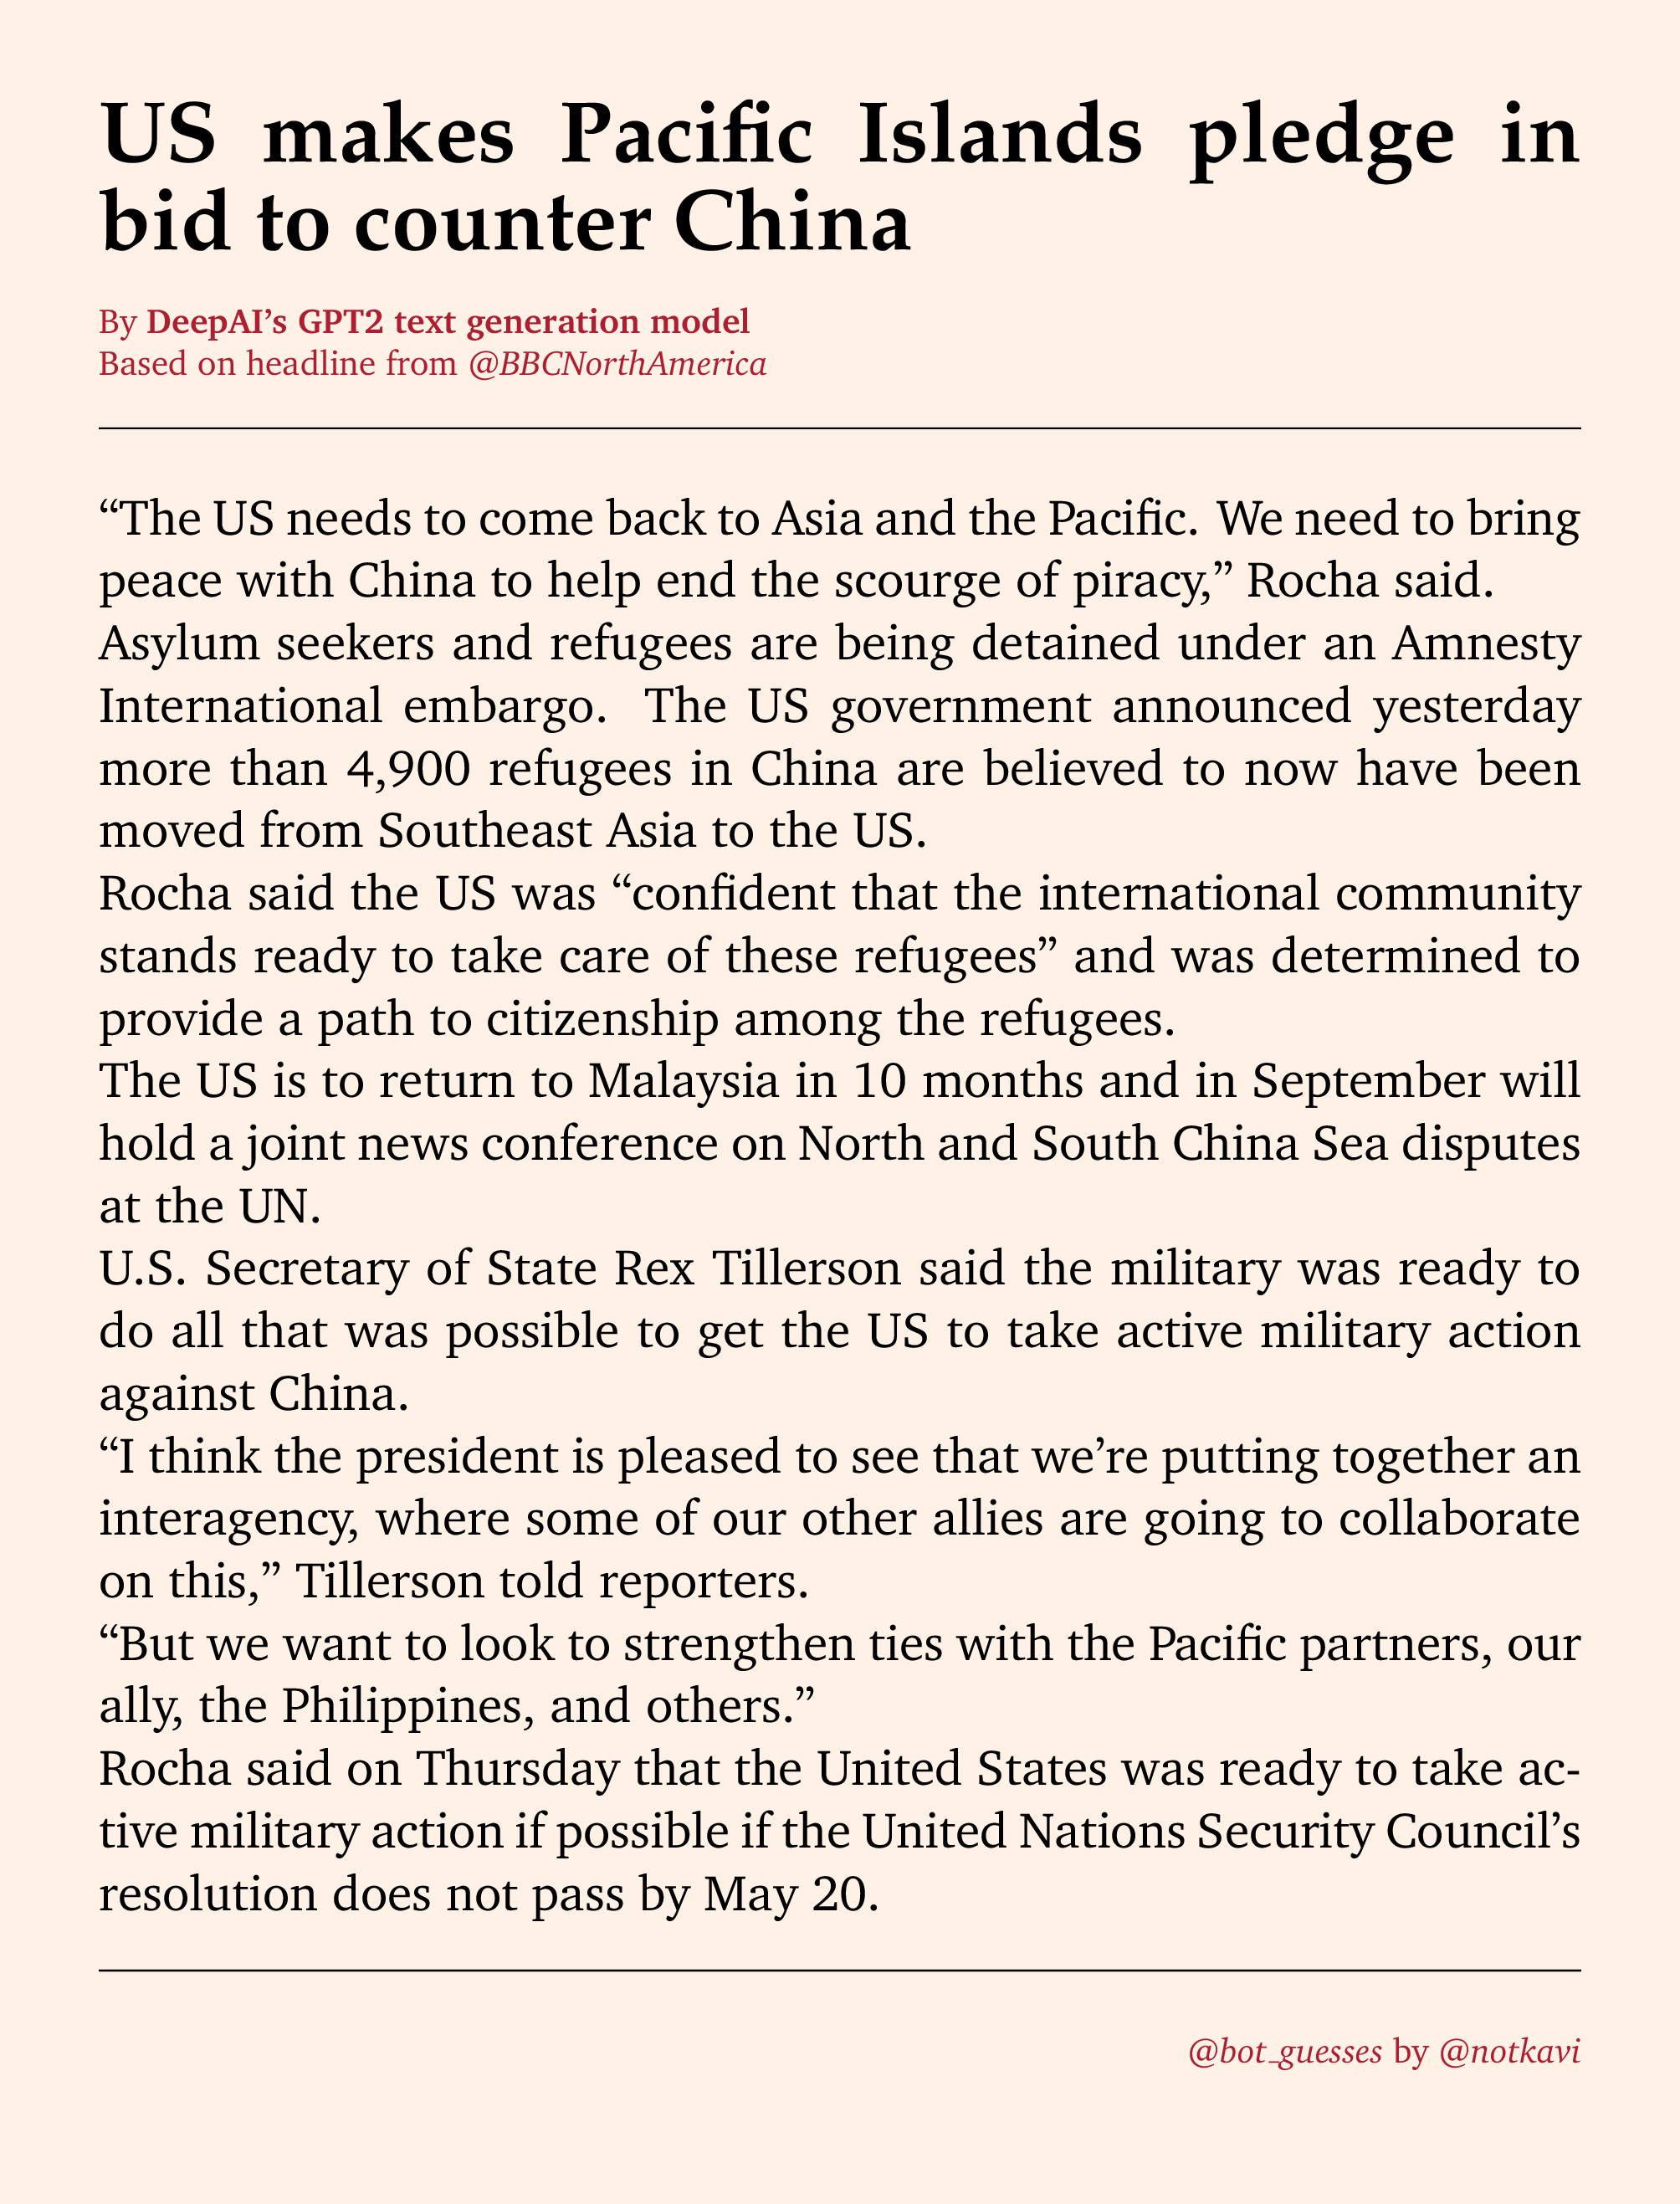 US makes Pacific Islands pledge in
bid to counter China
By DeepAI’s GPT2 text generation model
Based on headline from @BBCNorthAmerica
“The US needs to come back to Asia and the Pacific. We need to bring
peace with China to help end the scourge of piracy,” Rocha said.
Asylum seekers and refugees are being detained under an Amnesty
International embargo. The US government announced yesterday
more than 4,900 refugees in China are believed to now have been
moved from Southeast Asia to the US.
Rocha said the US was “confident that the international community
stands ready to take care of these refugees” and was determined to
provide a path to citizenship among the refugees.
The US is to return to Malaysia in 10 months and in September will
hold a joint news conference on North and South China Sea disputes
at the UN.
U.S. Secretary of State Rex Tillerson said the military was ready to
do all that was possible to get the US to take active military action
against China.
“I think the president is pleased to see that we’re putting together an
interagency, where some of our other allies are going to collaborate
on this,” Tillerson told reporters.
“But we want to look to strengthen ties with the Pacific partners, our
ally, the Philippines, and others.”
Rocha said on Thursday that the United States was ready to take ac-
tive military action if possible if the United Nations Security Council’s
resolution does not pass by May 20.
@bot_guesses by @notkavi